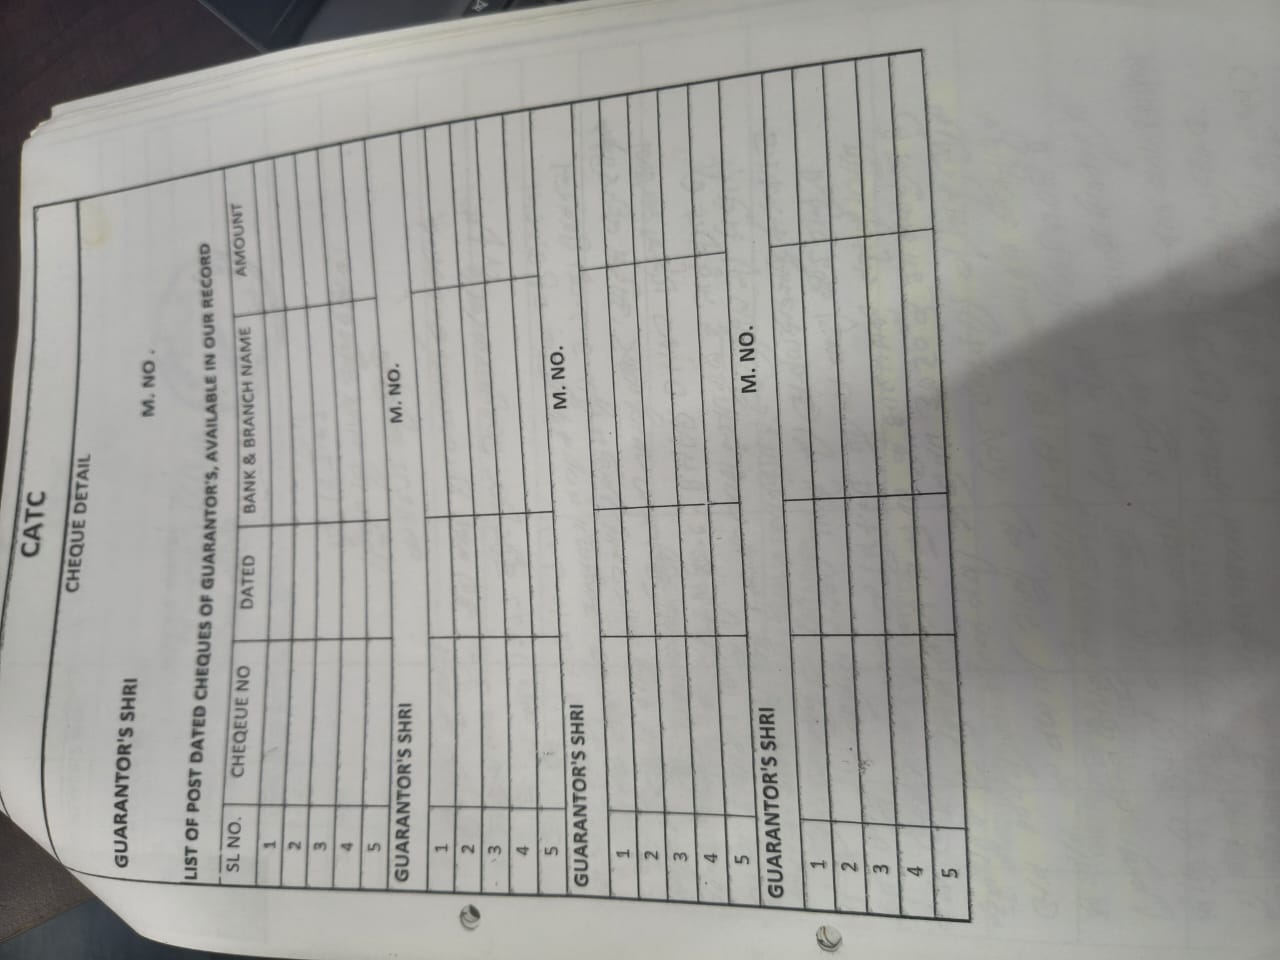 CATC
CHEQUE DETAIL
GUARANTOR'S SHRI M. NO .
LIST OF POST DATED CHEQUES OF GUARANTOR'S, AVAILABLE IN OUR RECORD
SL NO. CHEQEUE NO DATED BANK & BRANCH NAME AMOUNT
1
2
3
4
5
GUARANTOR'S SHRI M. NO.
1
2
3
4
5
GUARANTOR'S SHRI M. NO.
1
2
3
4
5
GUARANTOR'S SHRI M. NO.
1
2
3
4
5